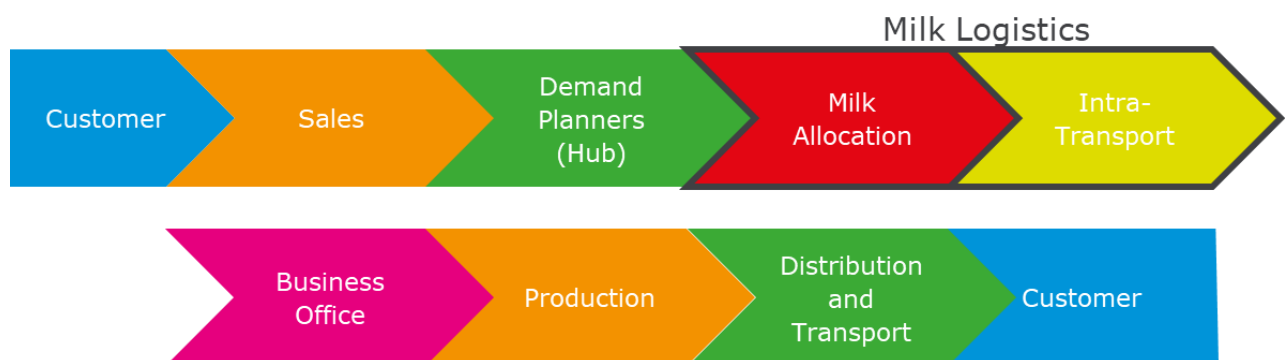 Milk Logistics
Customer
Sales
Demand
Planners
(Hub)
Milk
Allocation
Intra-
Transport
Business
Office
Production
Distribution
and
Transport
Customer